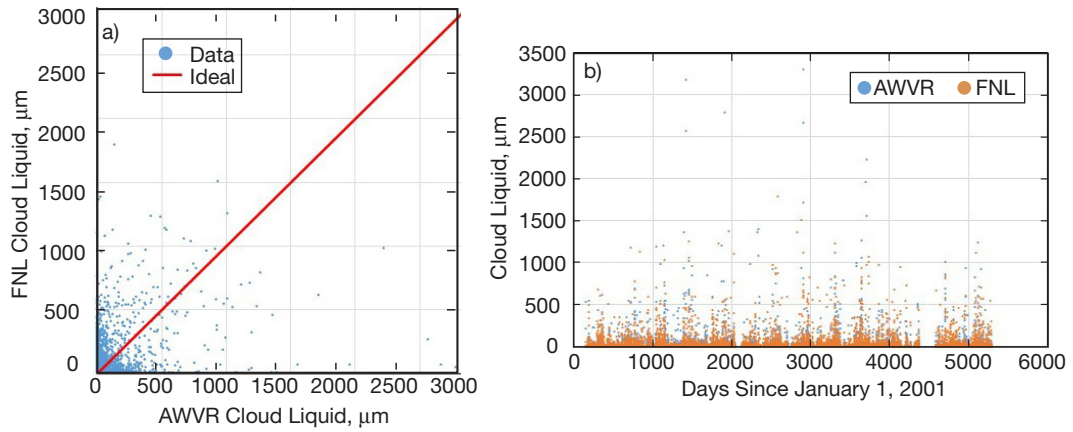 a)
Data
Ideal
3000
2500
2000
1500
1000
500
0
FNL Cloud Liquid, μm
0 500 1000 1500 2000 2500 3000
AWVR Cloud Liquid, μm
b)
AWVR FNL
3500
3000
2500
2000
1500
1000
500
0
Cloud Liquid, μm
0 1000 2000 3000 4000 5000 6000
Days Since January 1, 2001